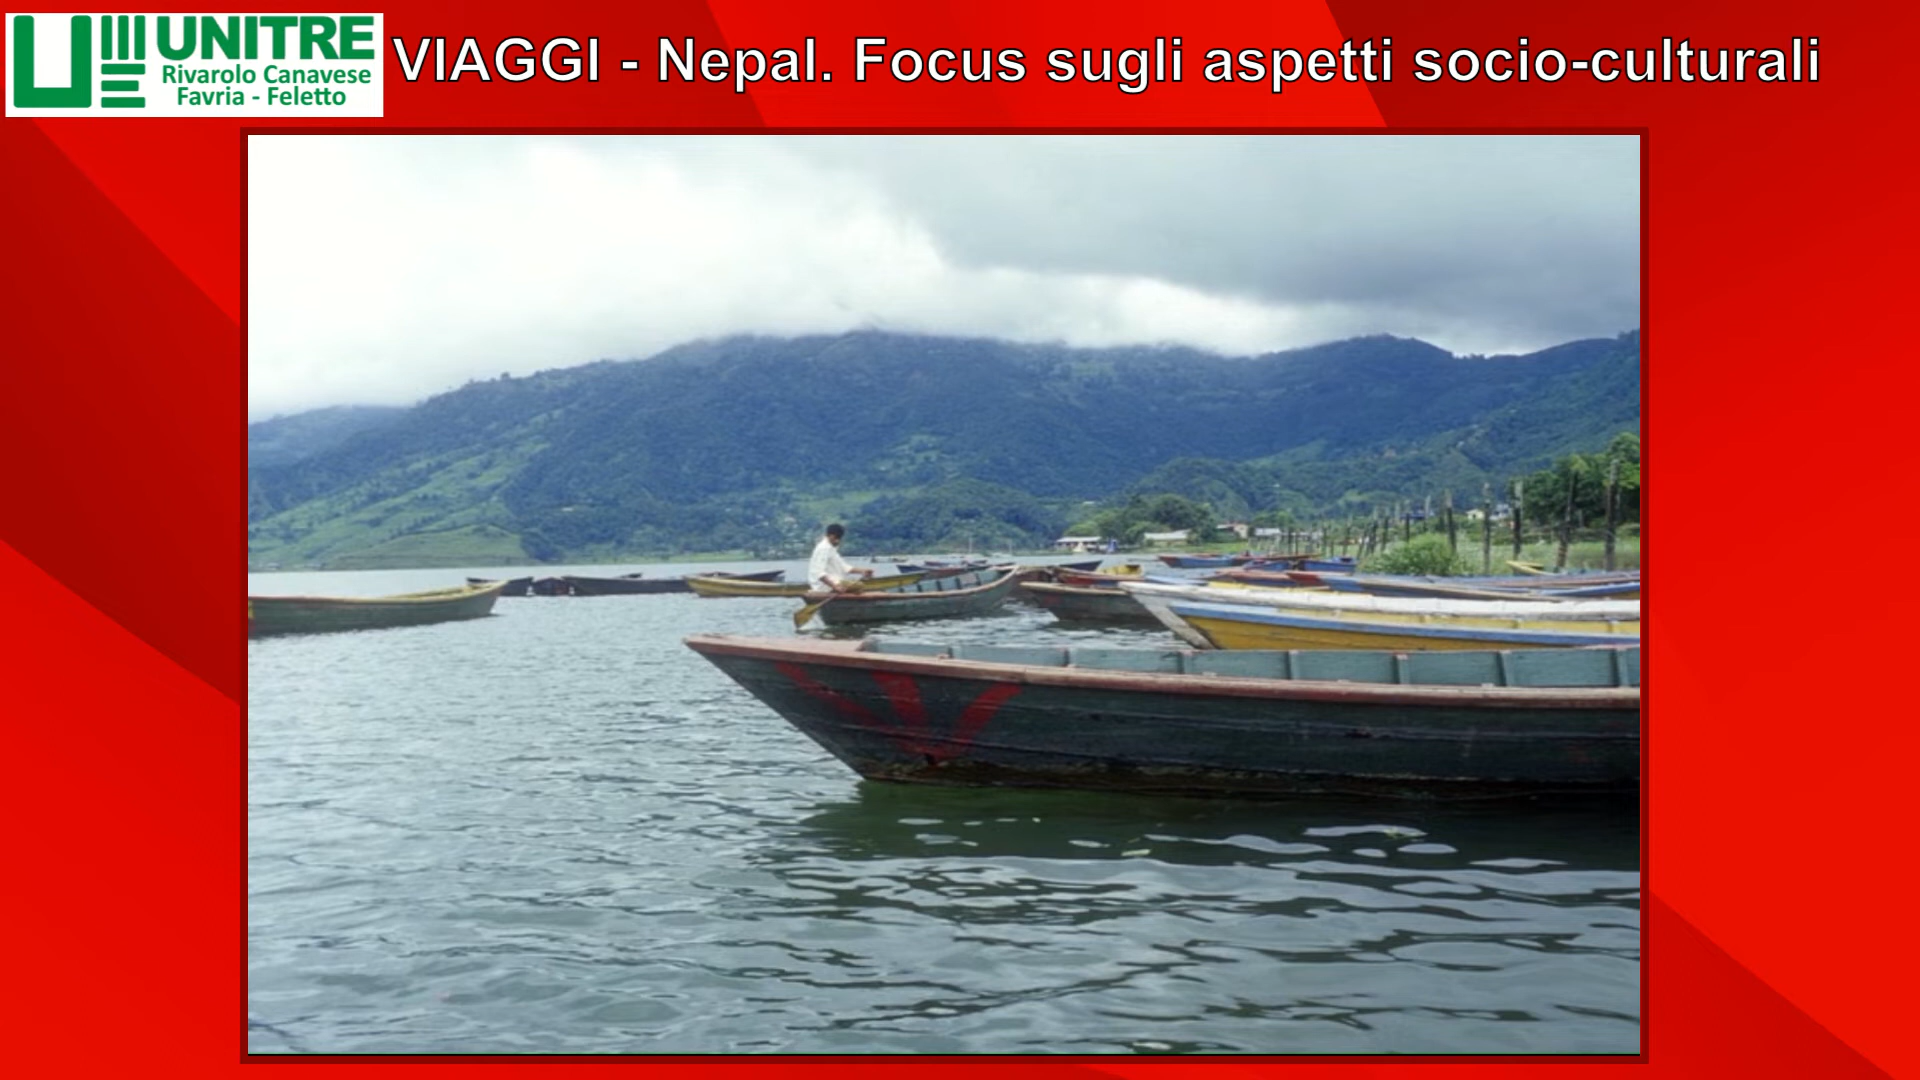 UNITRE
Rivarolo Canavese
Favria - Feletto
VIAGGI - Nepal. Focus sugli aspetti socio-culturali